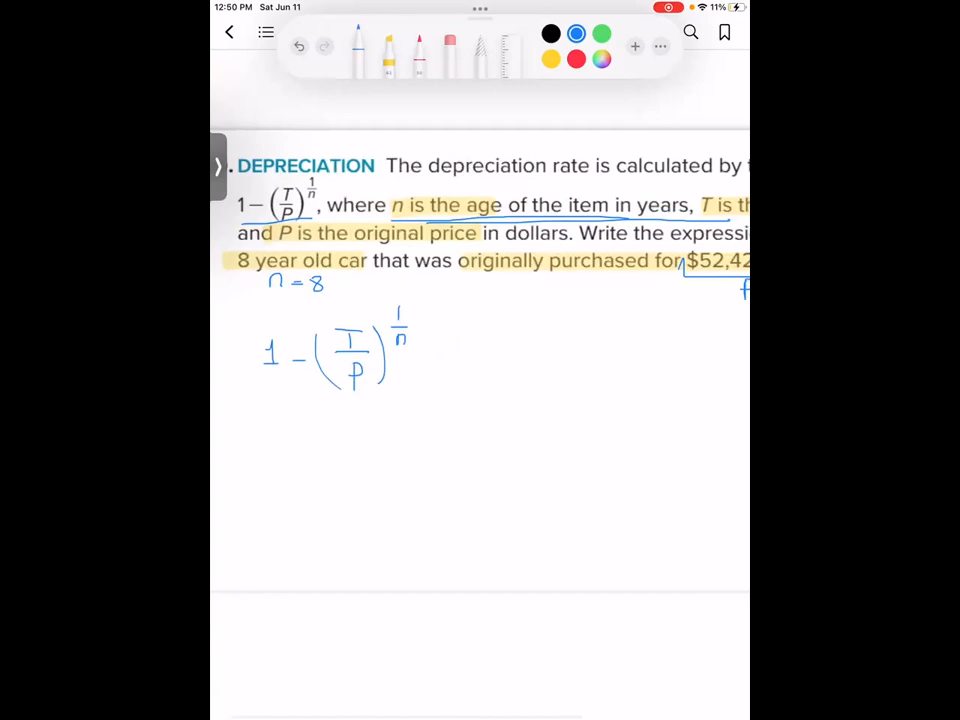 12:50 PM Sat Jun 11
11%
. DEPRECIATION The depreciation rate is calculated by
1−(T/P)^1/n, where n is the age of the item in years, T is
and P is the original price in dollars. Write the
8 year old car that was originally purchased for $52,42
n = 8
1 − (T/P)^1/n